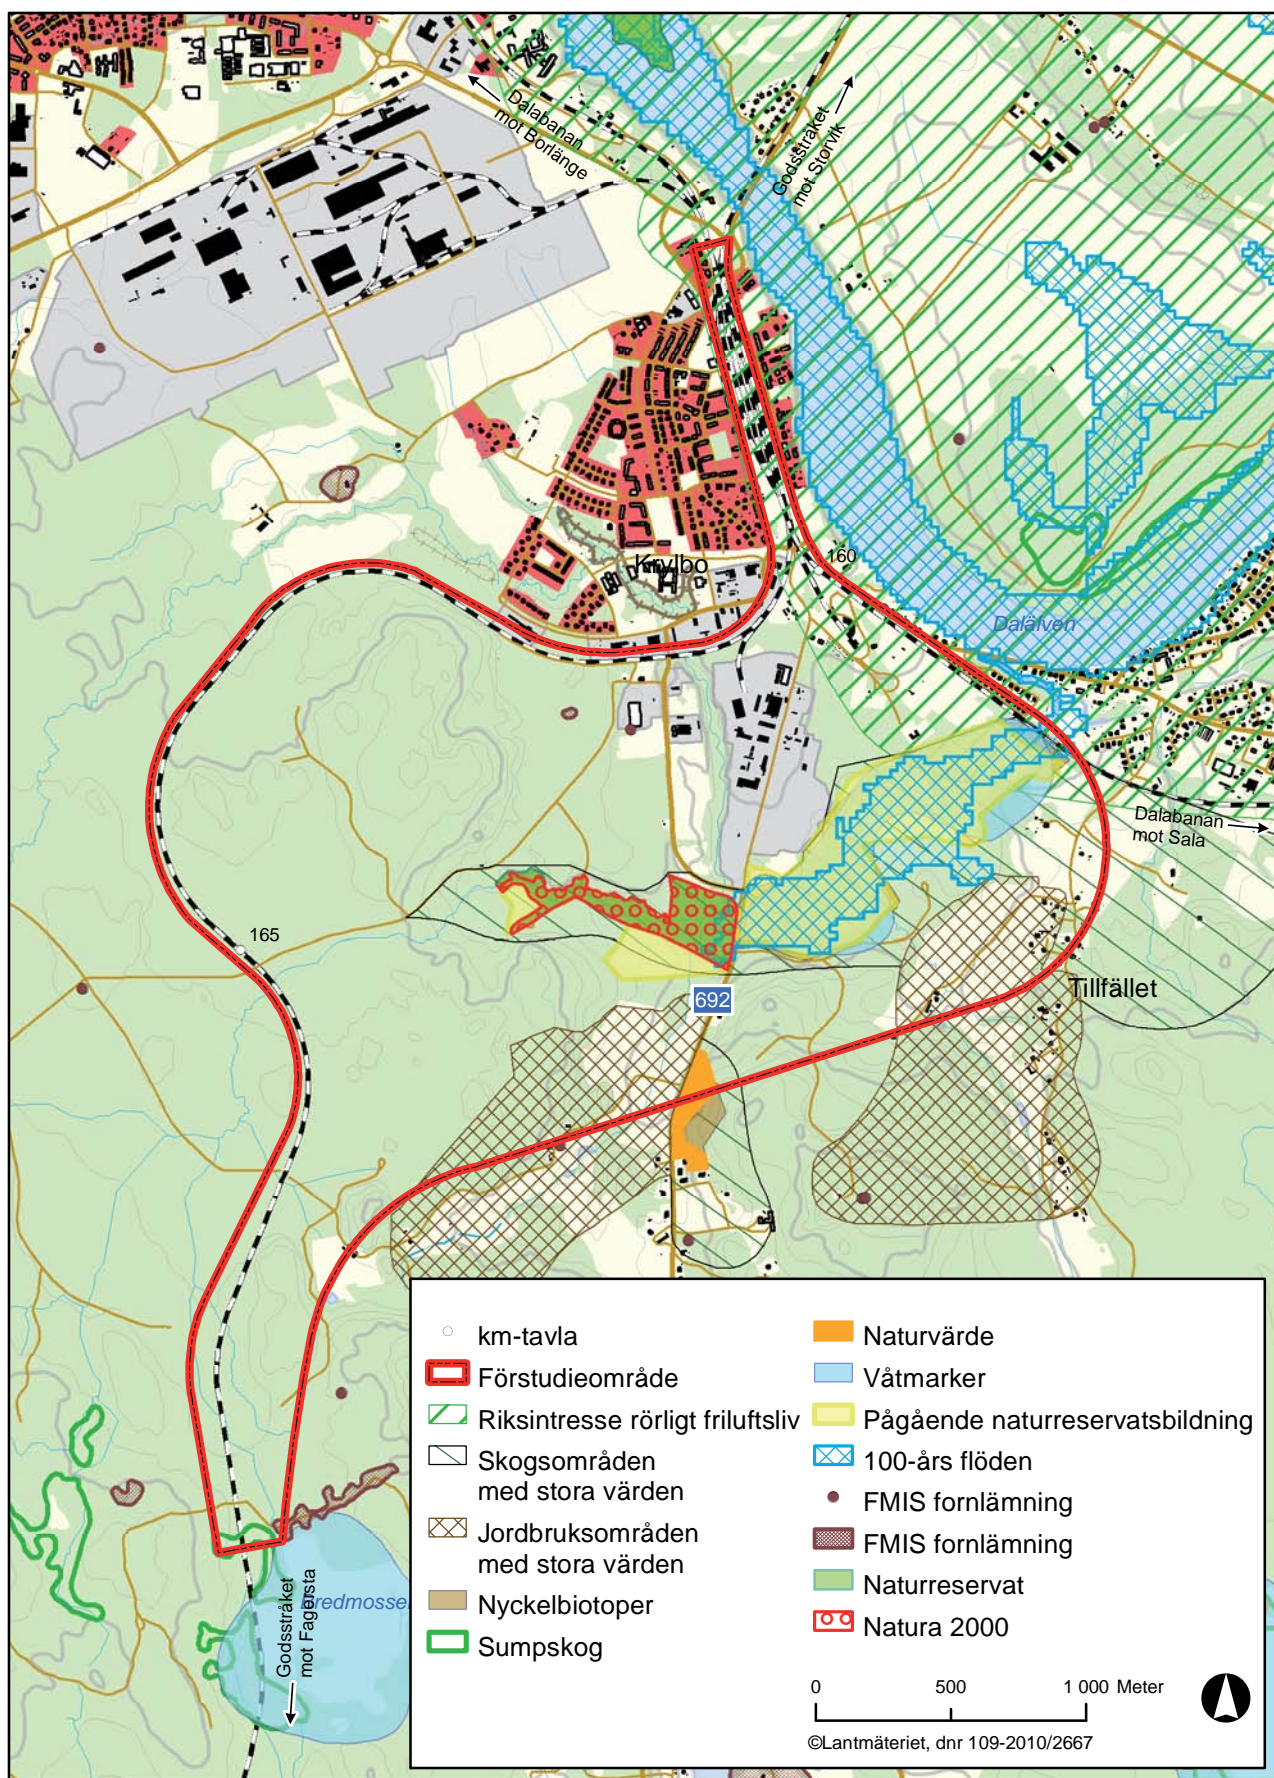 Dalabanan
mot Borlänge
Godsstråket
mot Storvik
Krylbo
160
Dalälven
Dalabanan
mot Sala
165
692
Tillfället
Bredmossen
Godsstråket
mot Fagersta
km-tavla
Förstudieområde
Riksintresse rörligt friluftsliv
Skogsområden
med stora värden
Jordbruksområden
med stora värden
Nyckelbiotoper
Sumpskog
Naturvärde
Våtmarker
Pågående naturreservatsbildning
100-års flöden
FMIS fornlämning
FMIS fornlämning
Naturreservat
Natura 2000
0 500 1 000 Meter
©Lantmäteriet, dnr 109-2010/2667